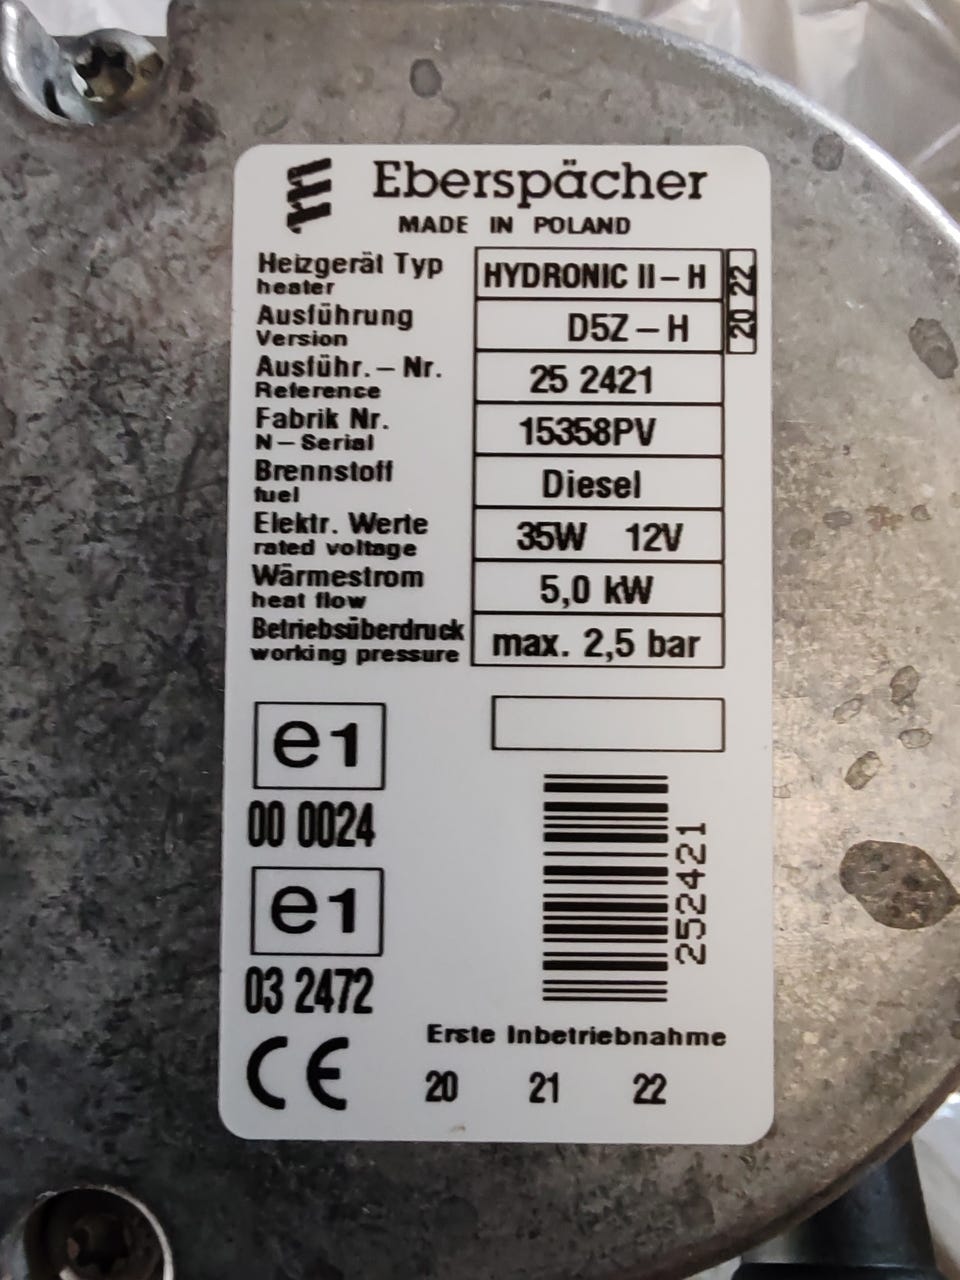 Eberspächer
MADE IN POLAND
Heizgerät Typ HYDRONIC II – H 20 22
heater
Ausführung D5Z – H
Version
Ausführ. – Nr. 25 2421
Reference
Fabrik Nr. 15358PV
N – Serial
Brennstoff Diesel
fuel
Elektr. Werte 35W 12V
rated voltage
Wärmestrom 5,0 kW
heat flow
Betriebsüberdruck max. 2,5 bar
working pressure
e1
00 0024
e1
03 2472
252421
Erste Inbetriebnahme
CE 20 21 22